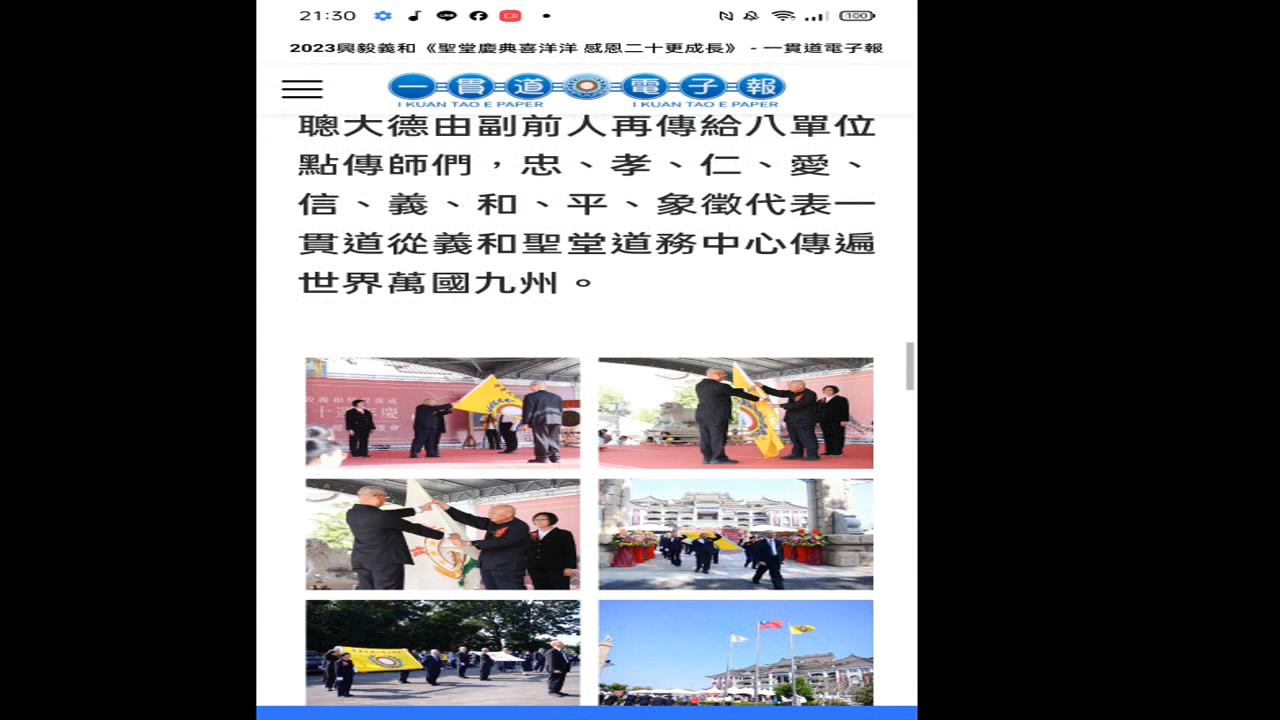 21:30
100
2023興毅義和《聖堂慶典喜洋洋 感恩二十更成長》 - 一貫道電子報
一貫道電子報
I KUAN TAO E PAPER
I KUAN TAO E PAPER
聰大德由副前人再傳給八單位
點傳師們，忠、孝、仁、愛、
信、義、和、平、象徵代表一
貫道從義和聖堂道務中心傳遍
世界萬國九州。